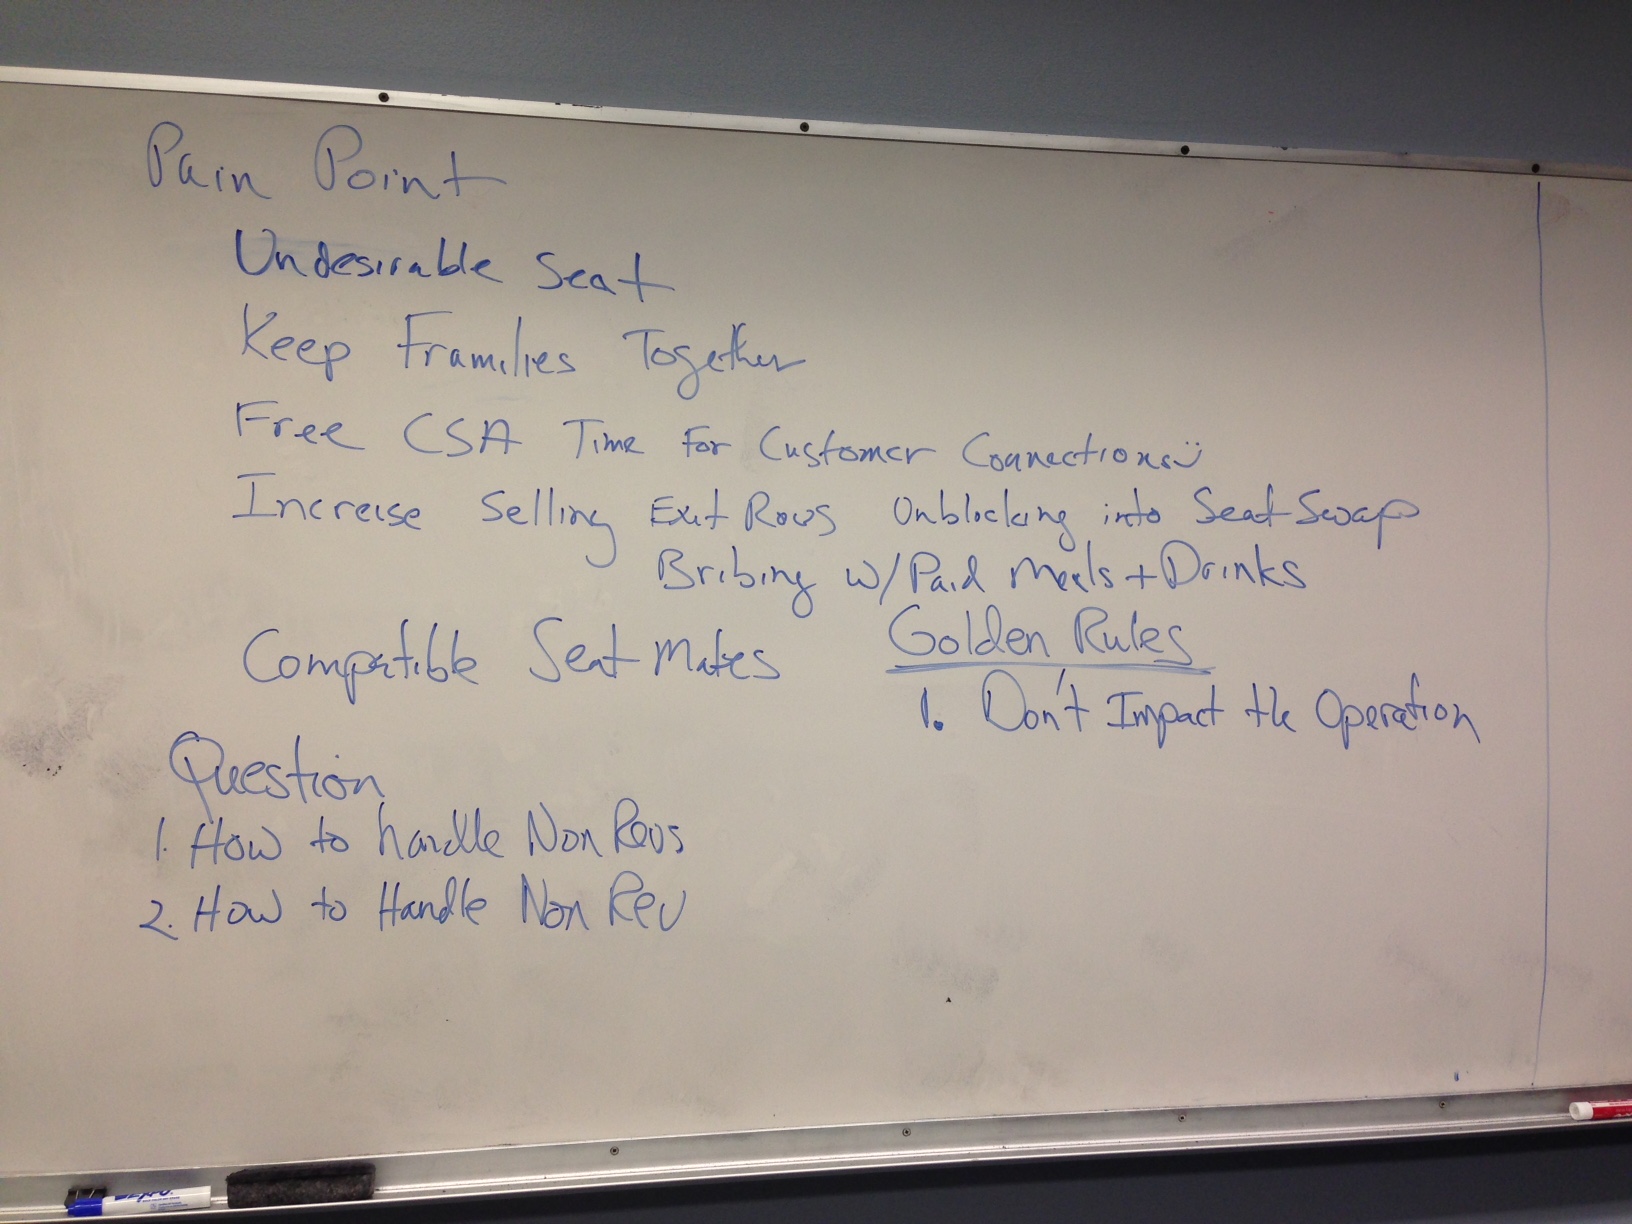 Pain Point
Undesirable Seat
Keep Framilies Together
Free CSA Time For Customer Connections :)
Increase Selling Exit Rows Unblocking into Seat Swap
Bribing w/ Paid Meals + Drinks
Compatible Seat Mates
Golden Rules
1. Don't Impact the Operation
Question
1. How to handle Non Revs
2. How to Handle Non Rev
EXPO